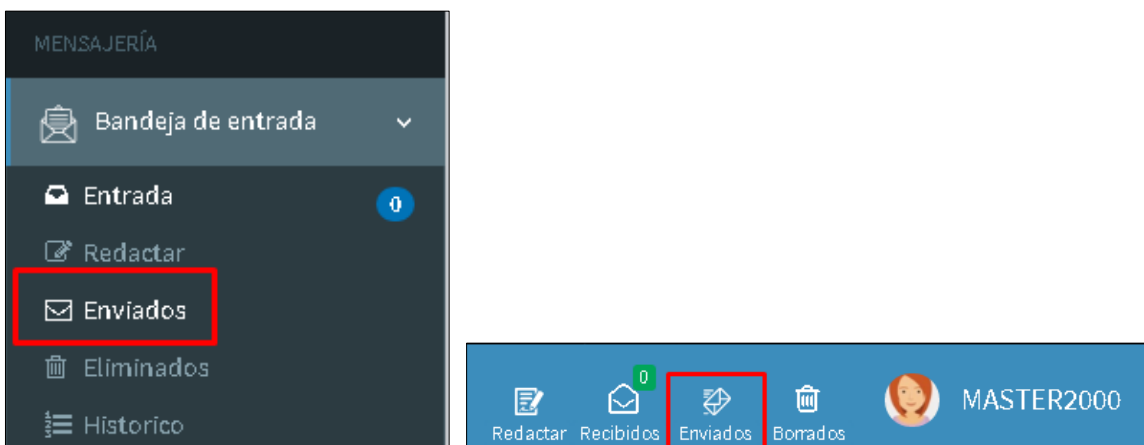 MENSAJERÍA
Bandeja de entrada
Entrada 0
Redactar
Enviados
Eliminados
Historico
0
Redactar Recibidos Enviados Borrados MASTER2000